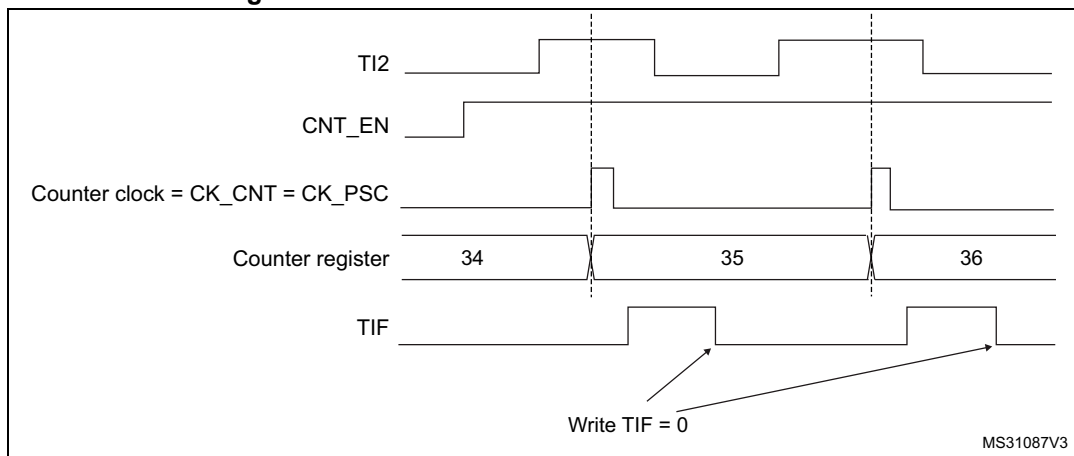 TI2
CNT_EN
Counter clock = CK_CNT = CK_PSC
Counter register 34 35 36
TIF
Write TIF = 0
MS31087V3